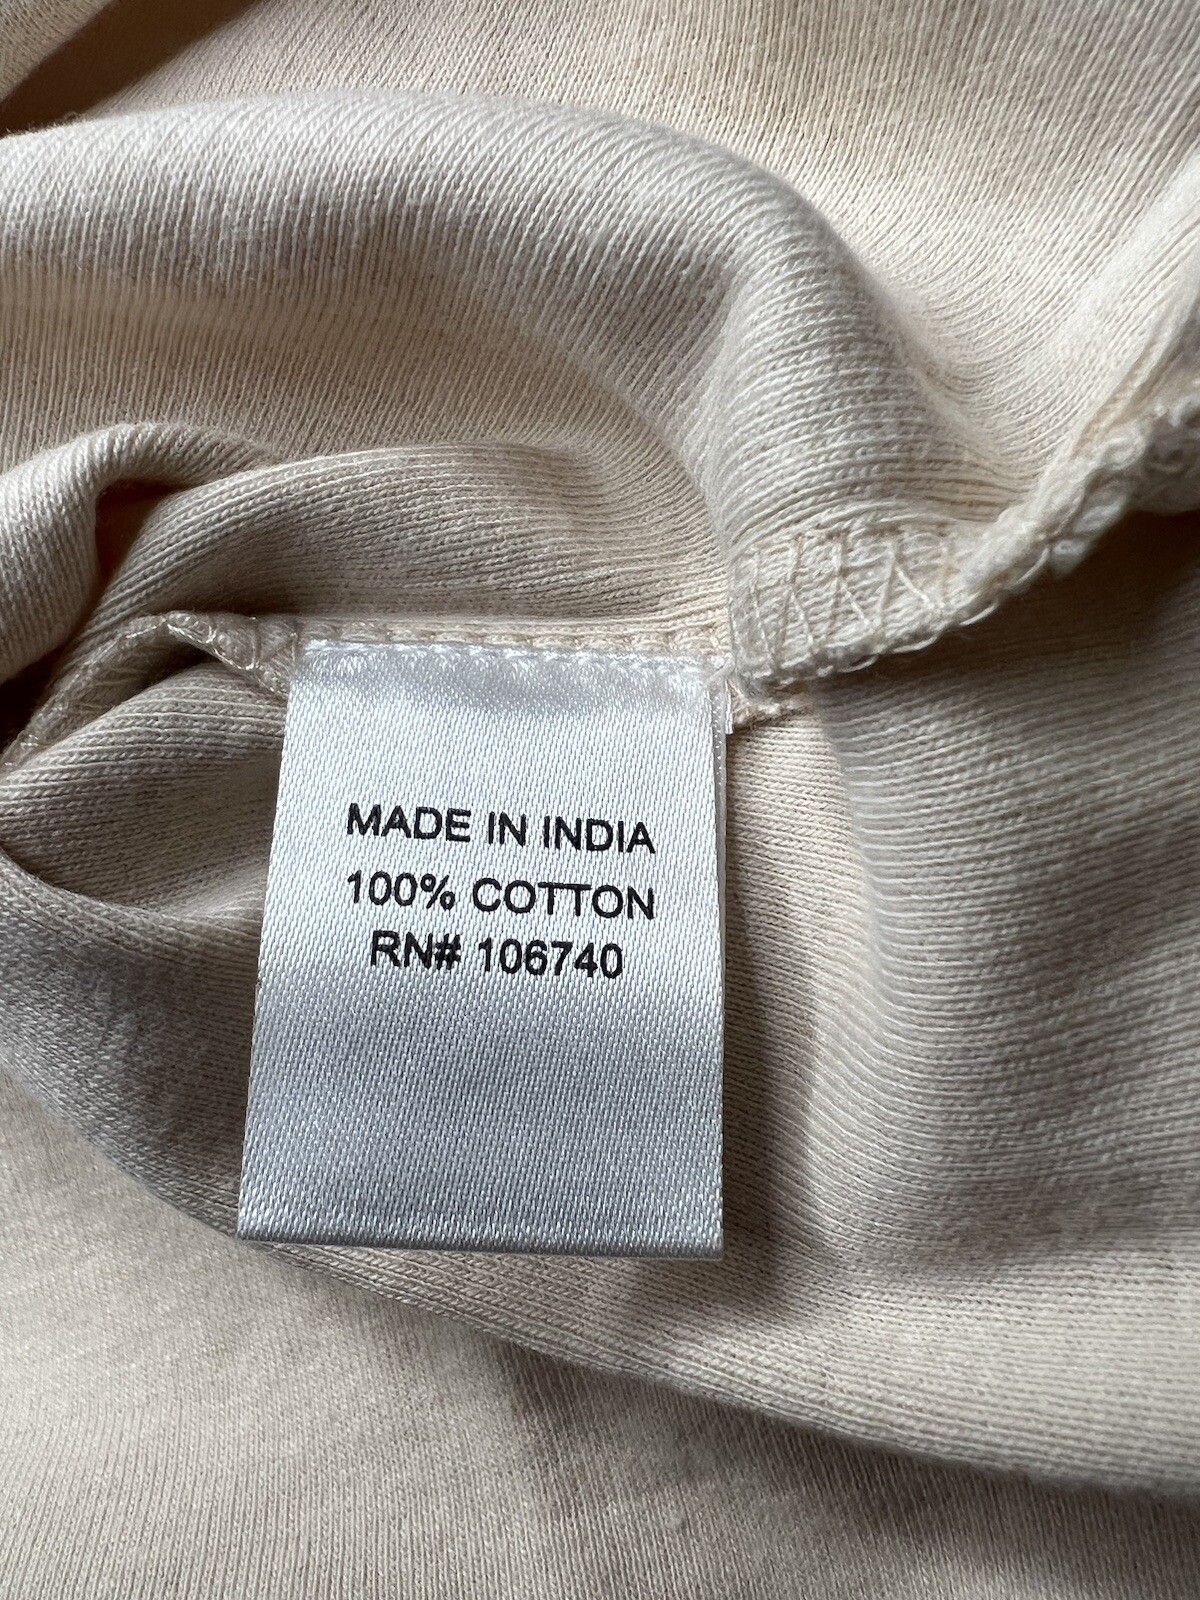 MADE IN INDIA
100% COTTON
RN# 106740